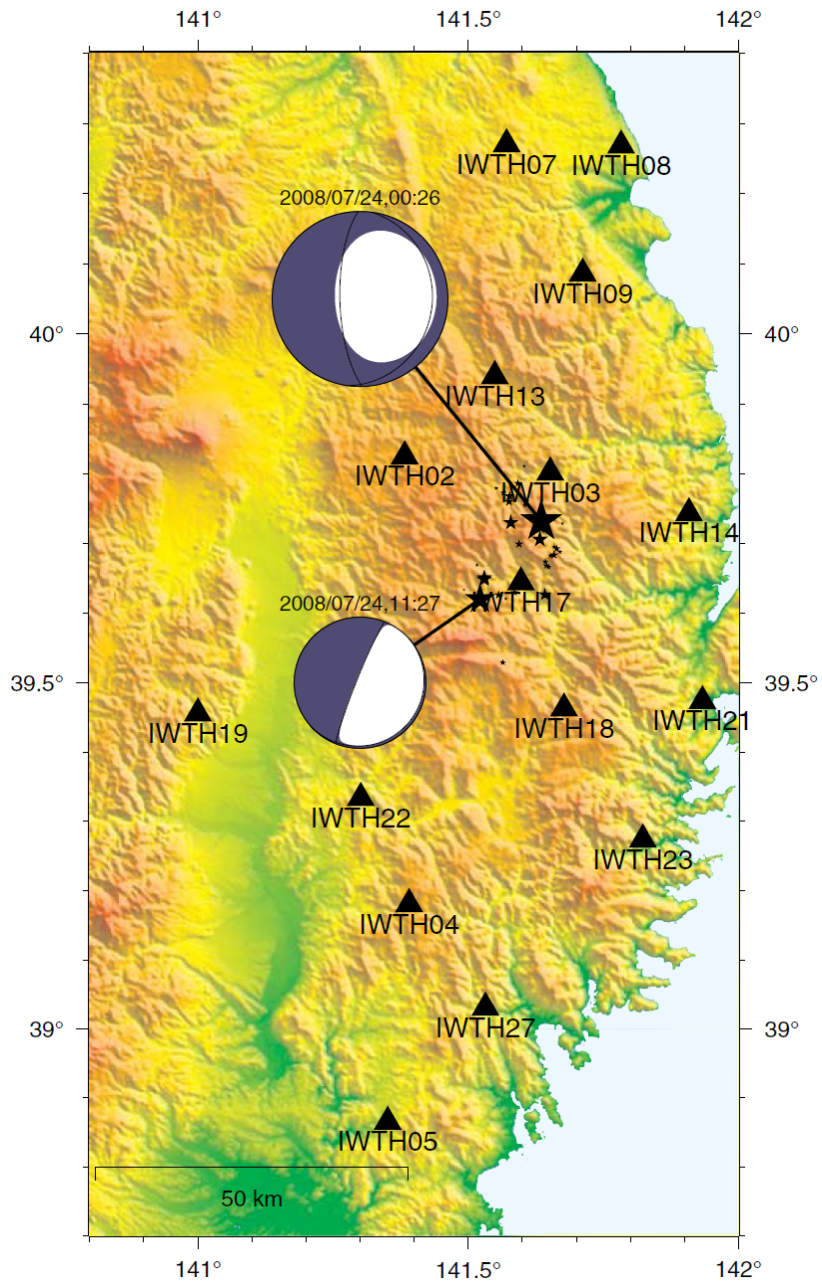 141° 141.5° 142°
IWTH07 IWTH08
2008/07/24,00:26
IWTH09
40° 40°
IWTH13
IWTH02 IWTH03
IWTH14
2008/07/24,11:27 IWTH17
39.5° 39.5°
IWTH19 IWTH18 IWTH21
IWTH22
IWTH23
IWTH04
39° IWTH27 39°
IWTH05
50 km
141° 141.5° 142°